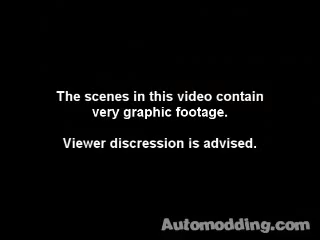 The scenes in this video contain
very graphic footage.
Viewer discression is advised.
Automodding.com